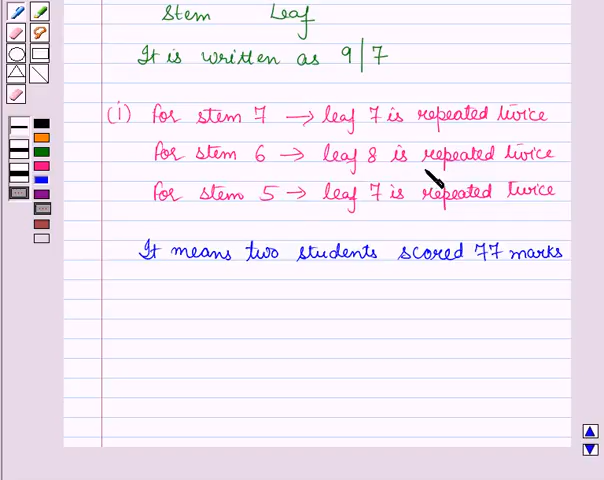 Stem Leaf
It is written as 9|7
(i) For stem 7 → leaf 7 is repeated twice
For stem 6 → leaf 8 is repeated twice
For stem 5 → leaf 7 is repeated twice
It means two students scored 77 marks